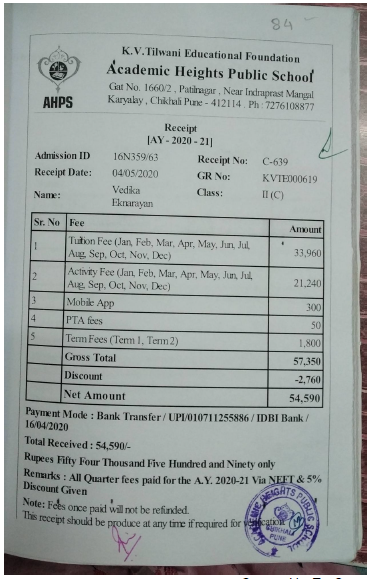 84
K.V.Tilwani Educational Foundation
Academic Heights Public School
Gat No. 1660/2 , Patilnagar , Near Indraprast Mangal
Karyalay , Chikhali Pune - 412114 . Ph : 7276108877
AHPS
Receipt
[AY - 2020 - 21]
Admission ID 16N359/63 Receipt No: C-639
Receipt Date: 04/05/2020 GR No: KVTE000619
Name: Vedika Eknarayan Class: II (C)
Sr. No Fee Amount
1 Tuition Fee (Jan, Feb, Mar, Apr, May, Jun, Jul,
Aug, Sep, Oct, Nov, Dec) 33,960
2 Activity Fee (Jan, Feb, Mar, Apr, May, Jun, Jul,
Aug, Sep, Oct, Nov, Dec) 21,240
3 Mobile App 300
4 PTA fees 50
5 Term Fees (Term 1, Term 2) 1,800
Gross Total 57,350
Discount -2,760
Net Amount 54,590
Payment Mode : Bank Transfer / UPI/010711255886 / IDBI Bank /
16/04/2020
Total Received : 54,590/-
Rupees Fifty Four Thousand Five Hundred and Ninety only
Remarks : All Quarter fees paid for the A.Y. 2020-21 Via NEFT & 5%
Discount Given
Note: Fees once paid will not be refunded.
This receipt should be produce at any time if required for verification
ACADEMIC HEIGHTS PUBLIC SCHOOL
PUNE